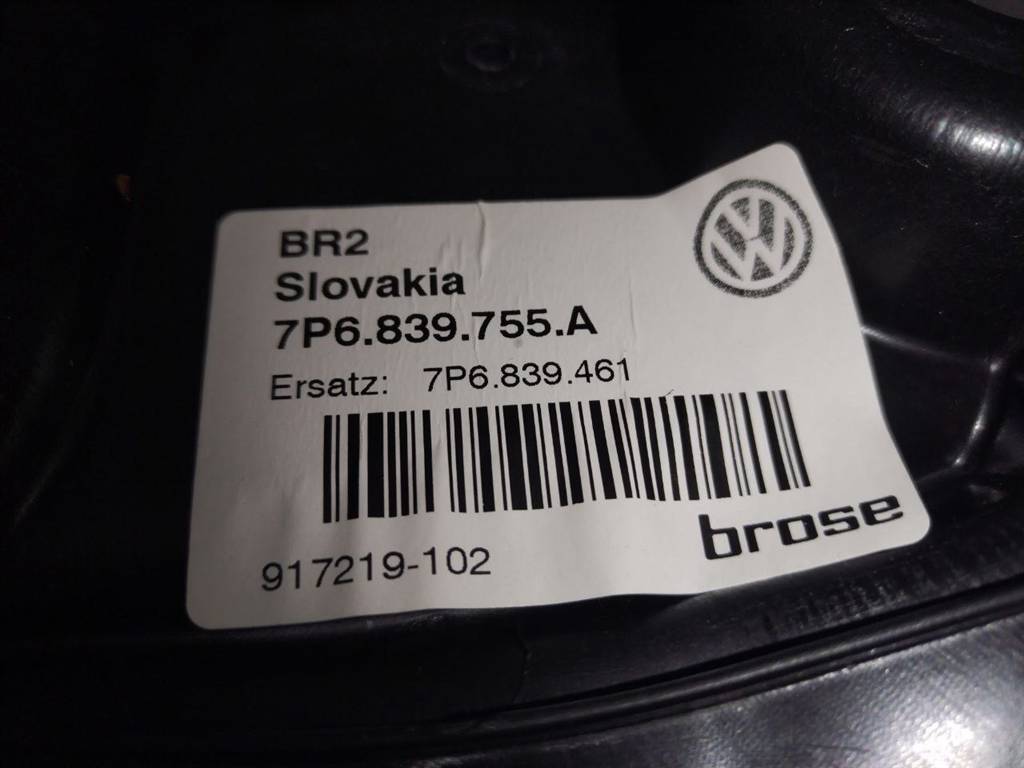 BR2
Slovakia
7P6.839.755.A
Ersatz: 7P6.839.461
brose
917219-102